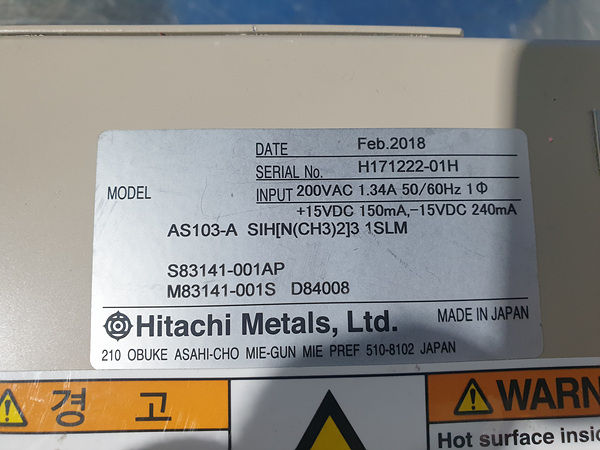 DATE Feb.2018
SERIAL No. H171222-01H
MODEL INPUT 200VAC 1.34A 50/60Hz 1Φ
+15VDC 150mA,-15VDC 240mA
AS103-A SIH[N(CH3)2]3 1SLM
S83141-001AP
M83141-001S D84008
Hitachi Metals, Ltd. MADE IN JAPAN
210 OBUKE ASAHI-CHO MIE-GUN MIE PREF 510-8102 JAPAN
경 고
Hot surface